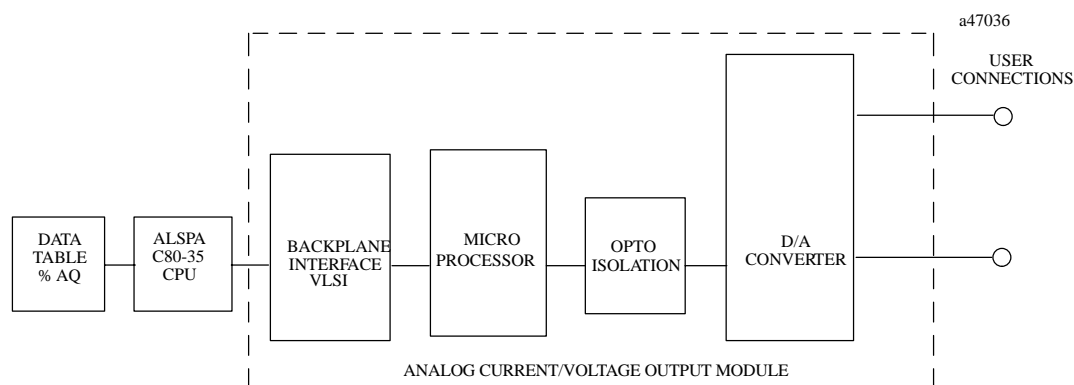 a47036
USER
CONNECTIONS
DATA
TABLE
% AQ
ALSPA
C80-35
CPU
BACKPLANE
INTERFACE
VLSI
MICRO
PROCESSOR
OPTO
ISOLATION
D/A
CONVERTER
ANALOG CURRENT/VOLTAGE OUTPUT MODULE